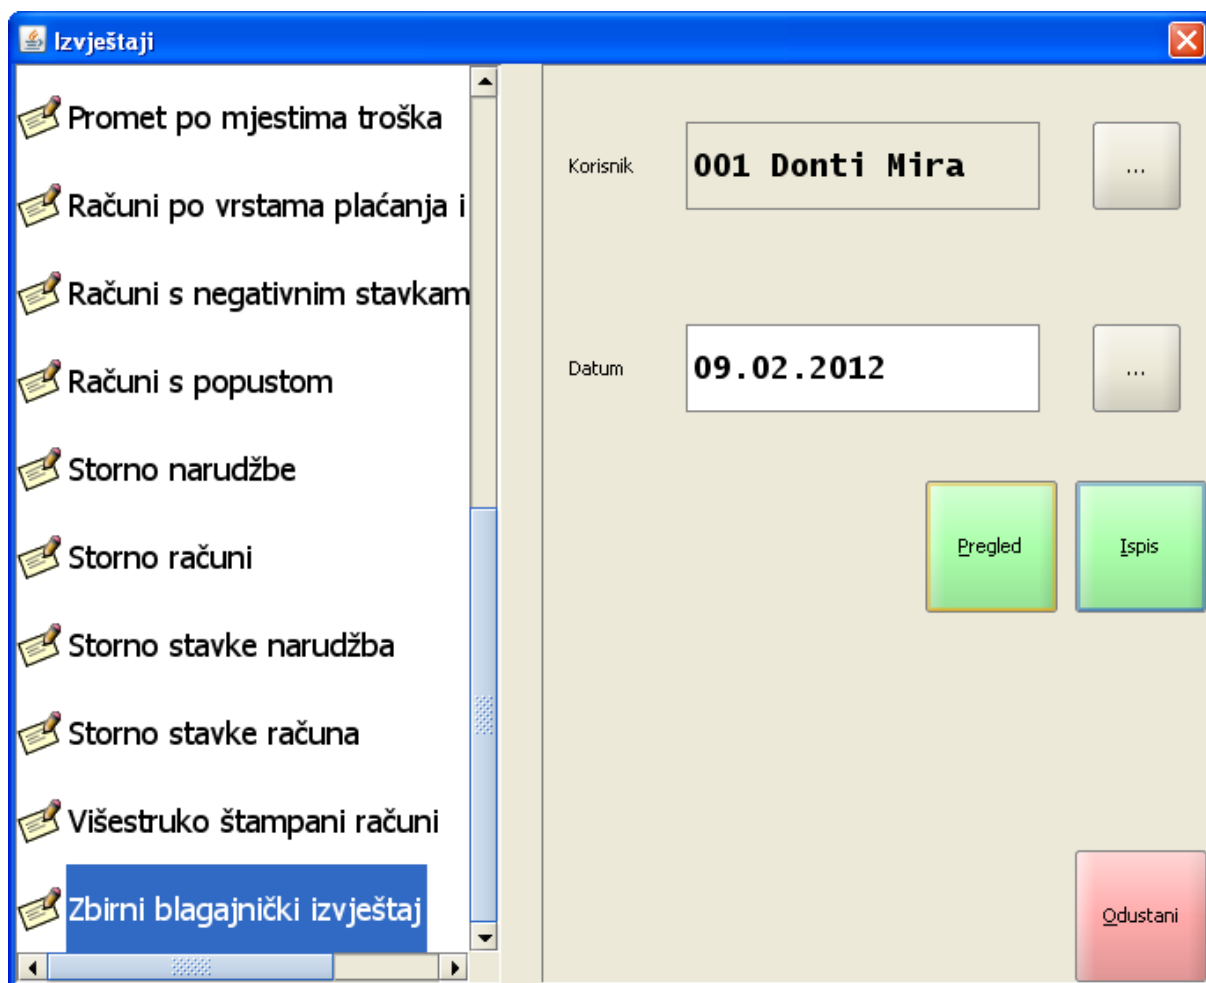 Izvještaji
Promet po mjestima troška
Računi po vrstama plaćanja i
Računi s negativnim stavkam
Računi s popustom
Storno narudžbe
Storno računi
Storno stavke narudžba
Storno stavke računa
Višestruko štampani računi
Zbirni blagajnički izvještaj
Korisnik
001 Donti Mira
...
Datum
09.02.2012
...
Pregled
Ispis
Odustani